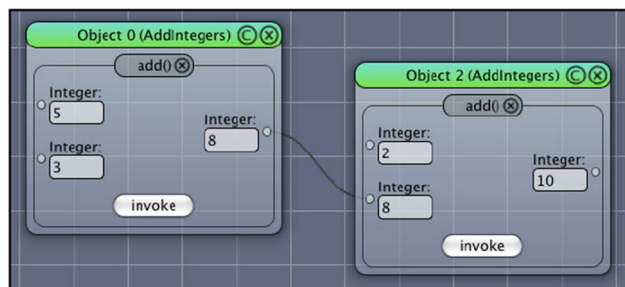 Object 0 (AddIntegers) C
add()
Integer:
5
Integer:
3
Integer:
8
invoke
Object 2 (AddIntegers) C
add()
Integer:
2
Integer:
8
Integer:
10
invoke